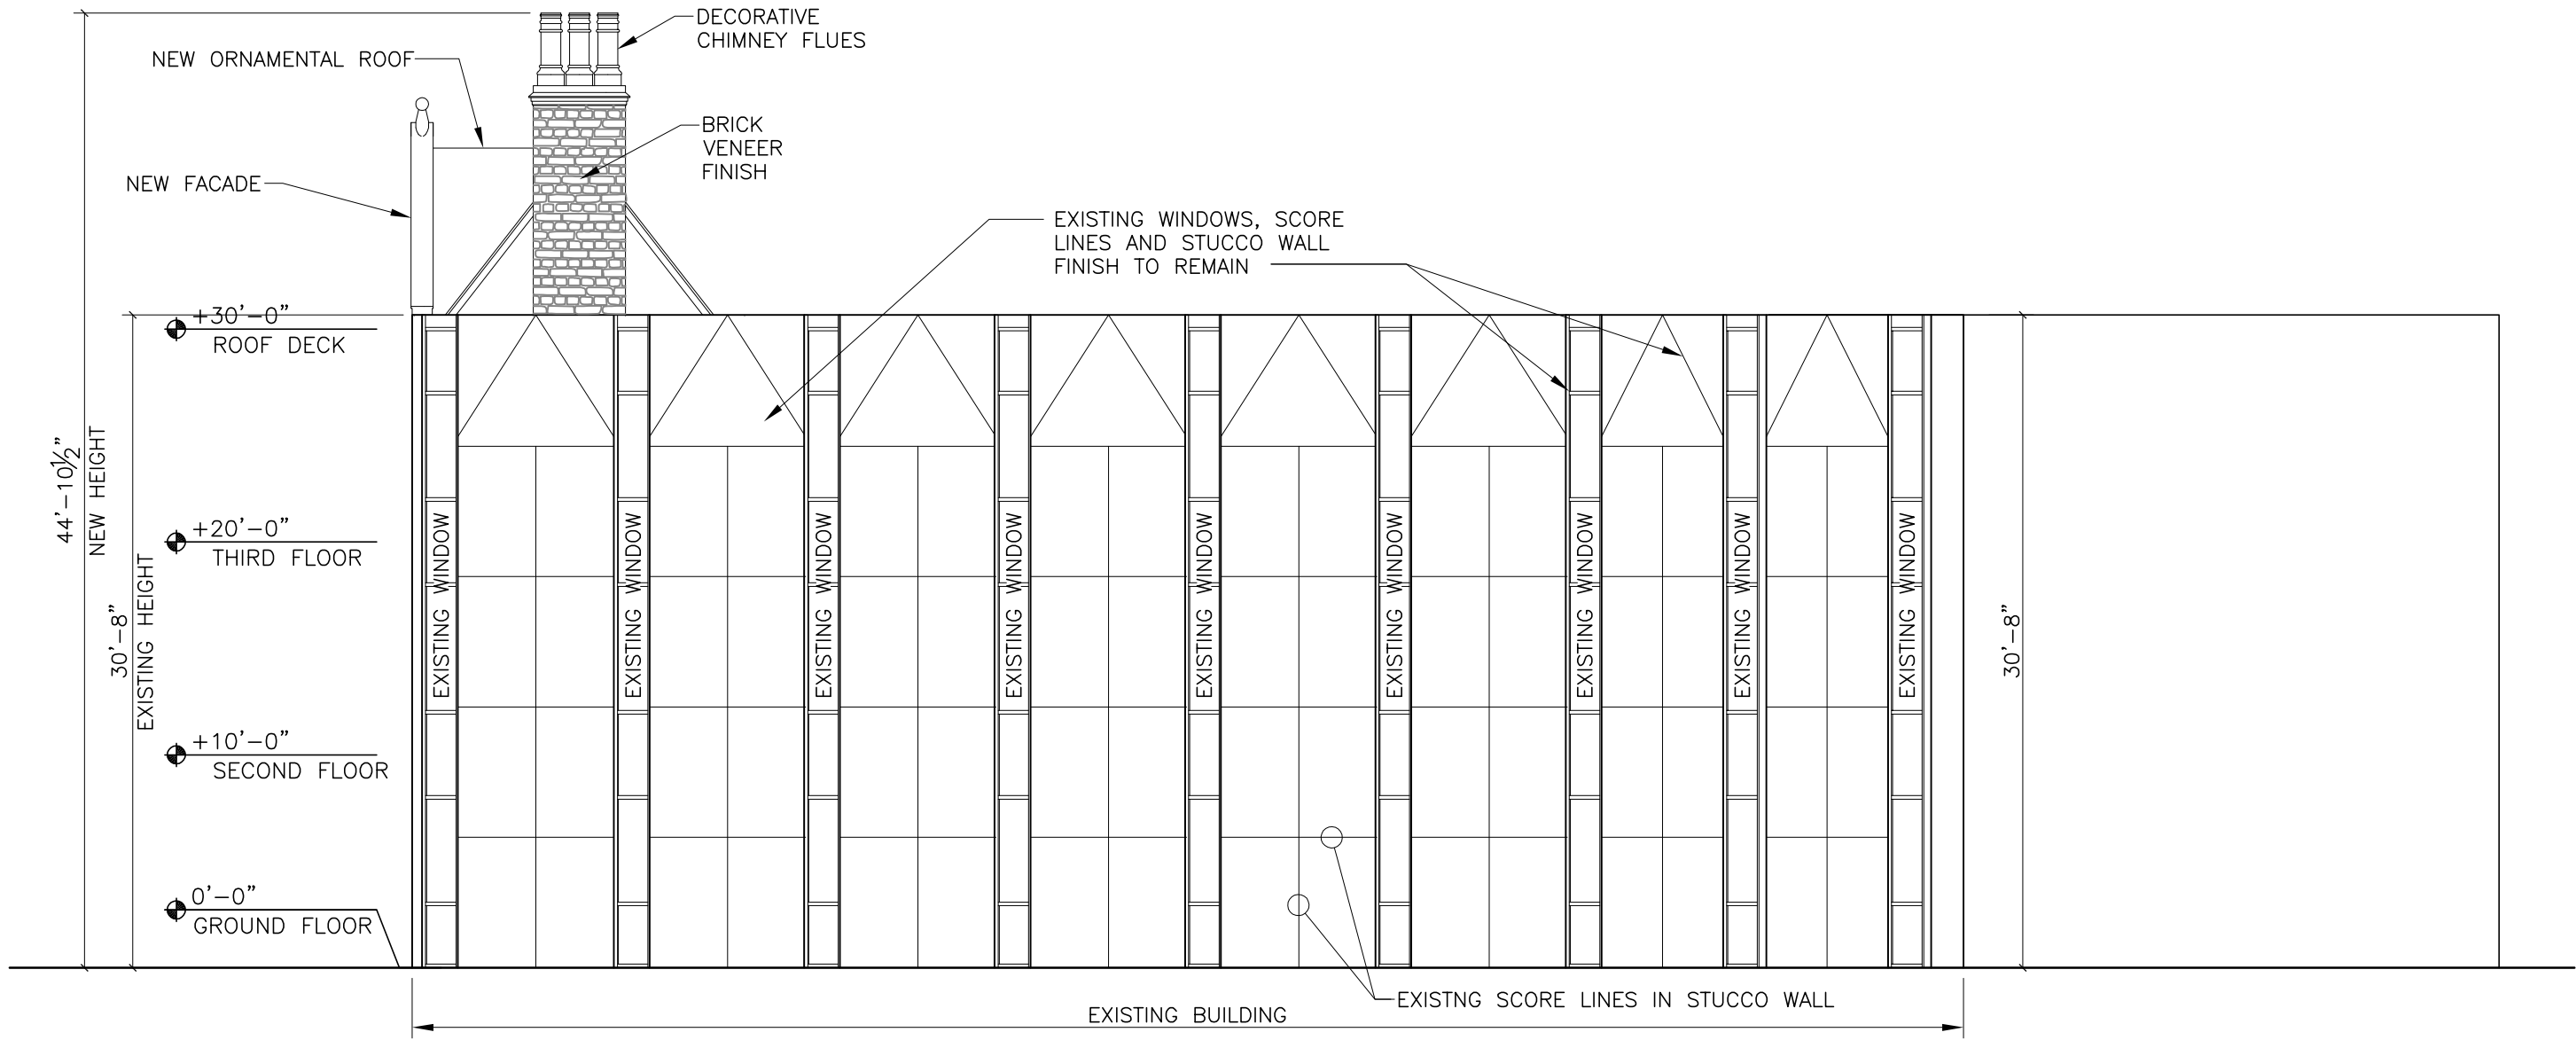 DECORATIVE
CHIMNEY FLUES
NEW ORNAMENTAL ROOF
BRICK
VENEER
FINISH
NEW FACADE
EXISTING WINDOWS, SCORE
LINES AND STUCCO WALL
FINISH TO REMAIN
+30'-0"
ROOF DECK
44'-10½"
NEW HEIGHT
+20'-0"
THIRD FLOOR
30'-8"
EXISTING HEIGHT
+10'-0"
SECOND FLOOR
0'-0"
GROUND FLOOR
EXISTING WINDOW
EXISTING WINDOW
EXISTING WINDOW
EXISTING WINDOW
EXISTING WINDOW
EXISTING WINDOW
EXISTING WINDOW
EXISTING WINDOW
EXISTING WINDOW
30'-8"
EXISTNG SCORE LINES IN STUCCO WALL
EXISTING BUILDING